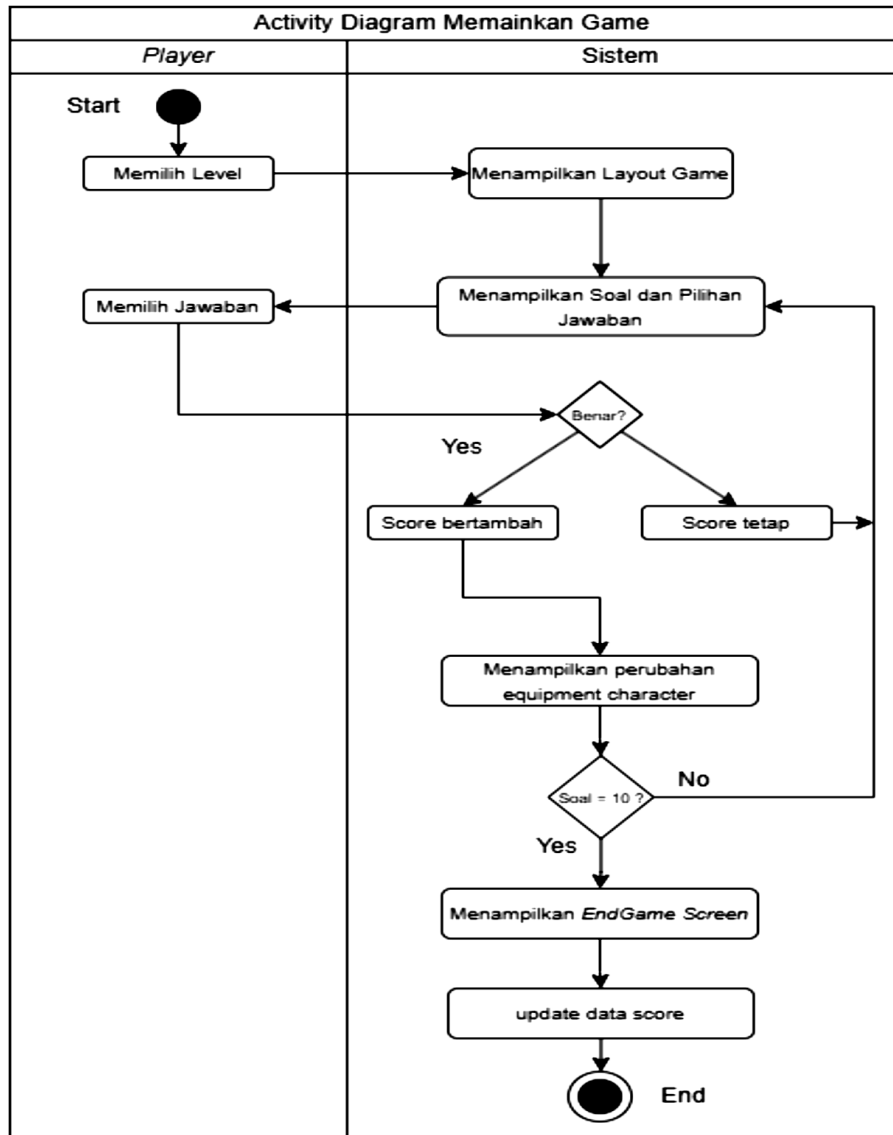 Activity Diagram Memainkan Game
Player
Sistem
Start
Memilih Level
Menampilkan Layout Game
Memilih Jawaban
Menampilkan Soal dan Pilihan
Jawaban
Benar?
Yes
Score bertambah
Score tetap
Menampilkan perubahan
equipment character
Soal = 10 ?
No
Yes
Menampilkan EndGame Screen
update data score
End